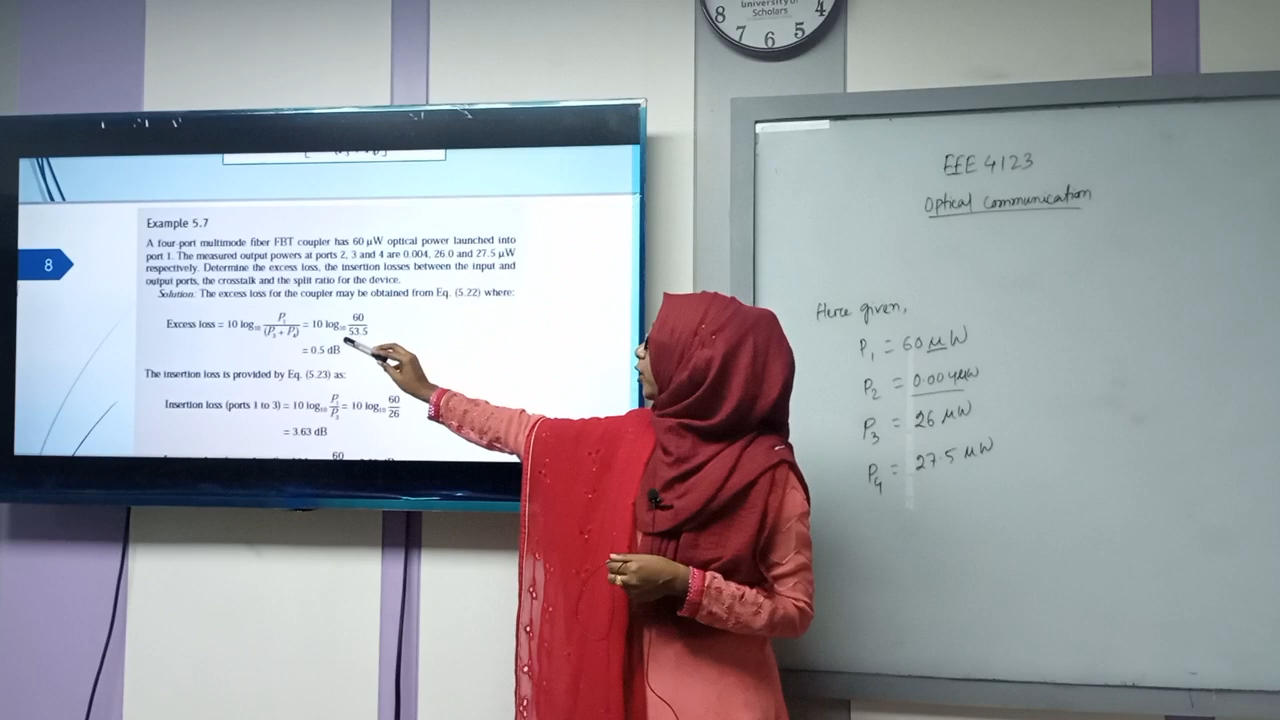 8 University of 4
Scholars
7 6 5
8
Example 5.7
A four-port multimode fiber FBT coupler has 60 µW optical power launched into
port 1. The measured output powers at ports 2, 3 and 4 are 0.004, 26.0 and 27.5 µW
respectively. Determine the excess loss, the insertion losses between the input and
output ports, the crosstalk and the split ratio for the device.
Solution: The excess loss for the coupler may be obtained from Eq. (5.22) where:
Excess loss = 10 log₁₀ P₁/(P₃ + P₄) = 10 log₁₀ 60/53.5
= 0.5 dB
The insertion loss is provided by Eq. (5.23) as:
Insertion loss (ports 1 to 3) = 10 log₁₀ P₁/P₃ = 10 log₁₀ 60/26
= 3.63 dB
60
EEE 4123
Optical communication
Here given,
P₁ = 60 µW
P₂ = 0.004µW
P₃ = 26 µW
P₄ = 27.5 µW